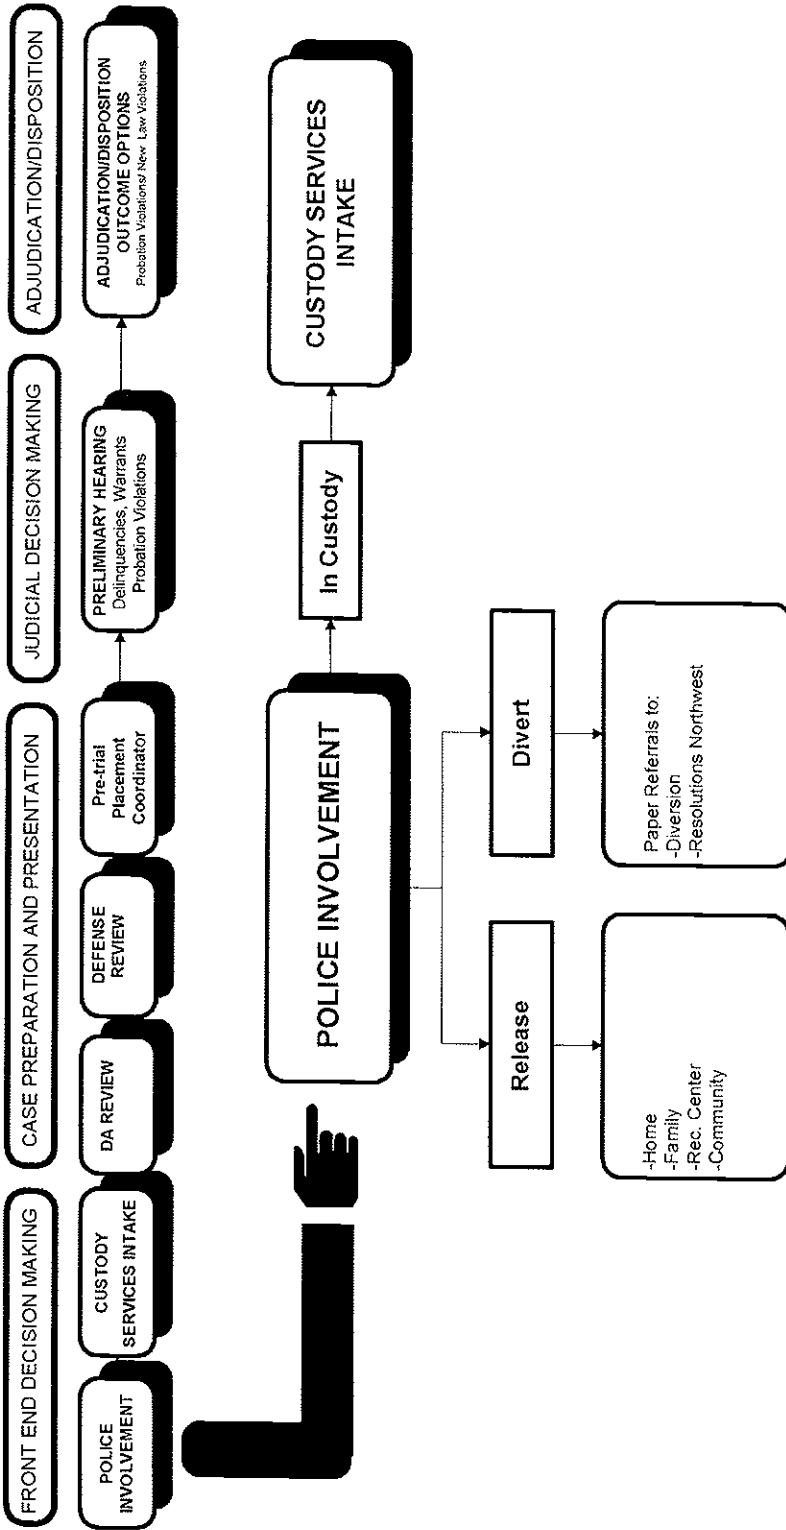 FRONT END DECISION MAKING
CASE PREPARATION AND PRESENTATION
JUDICIAL DECISION MAKING
ADJUDICATION/DISPOSITION
POLICE
INVOLVEMENT
CUSTODY
SERVICES INTAKE
DA REVIEW
DEFENSE
REVIEW
Pre-trial
Placement
Coordinator
PRELIMINARY HEARING
Delinquencies, Warrants
Probation Violations
ADJUDICATION/DISPOSITION
OUTCOME OPTIONS
Probation Violations/ New Law Violations
POLICE INVOLVEMENT
In Custody
CUSTODY SERVICES
INTAKE
Release
Divert
-Home
-Family
-Rec. Center
-Community
Paper Referrals to:
-Diversion
-Resolutions Northwest